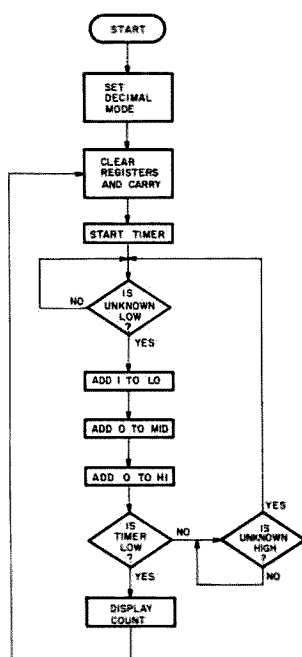 START
SET
DECIMAL
MODE
CLEAR
REGISTERS
AND CARRY
START TIMER
IS
UNKNOWN
LOW
?
NO
YES
ADD 1 TO LO
ADD 0 TO MID
ADD 0 TO HI
IS
TIMER
LOW
?
NO
YES
IS
UNKNOWN
HIGH
?
YES
NO
DISPLAY
COUNT